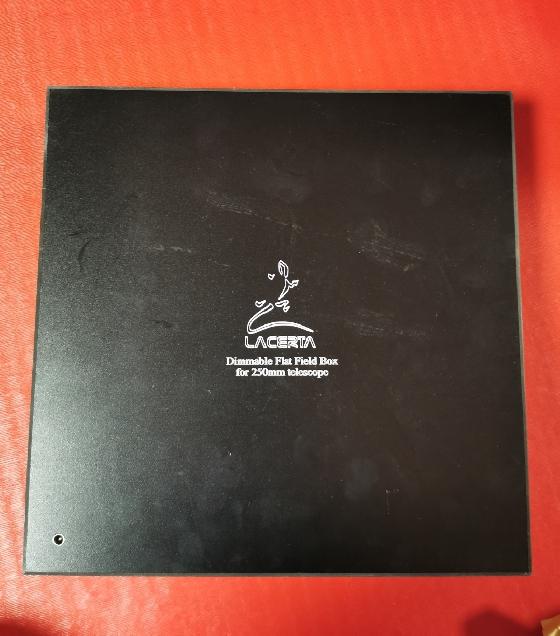 LACERTA
Dimmable Flat Field Box
for 250mm telescope